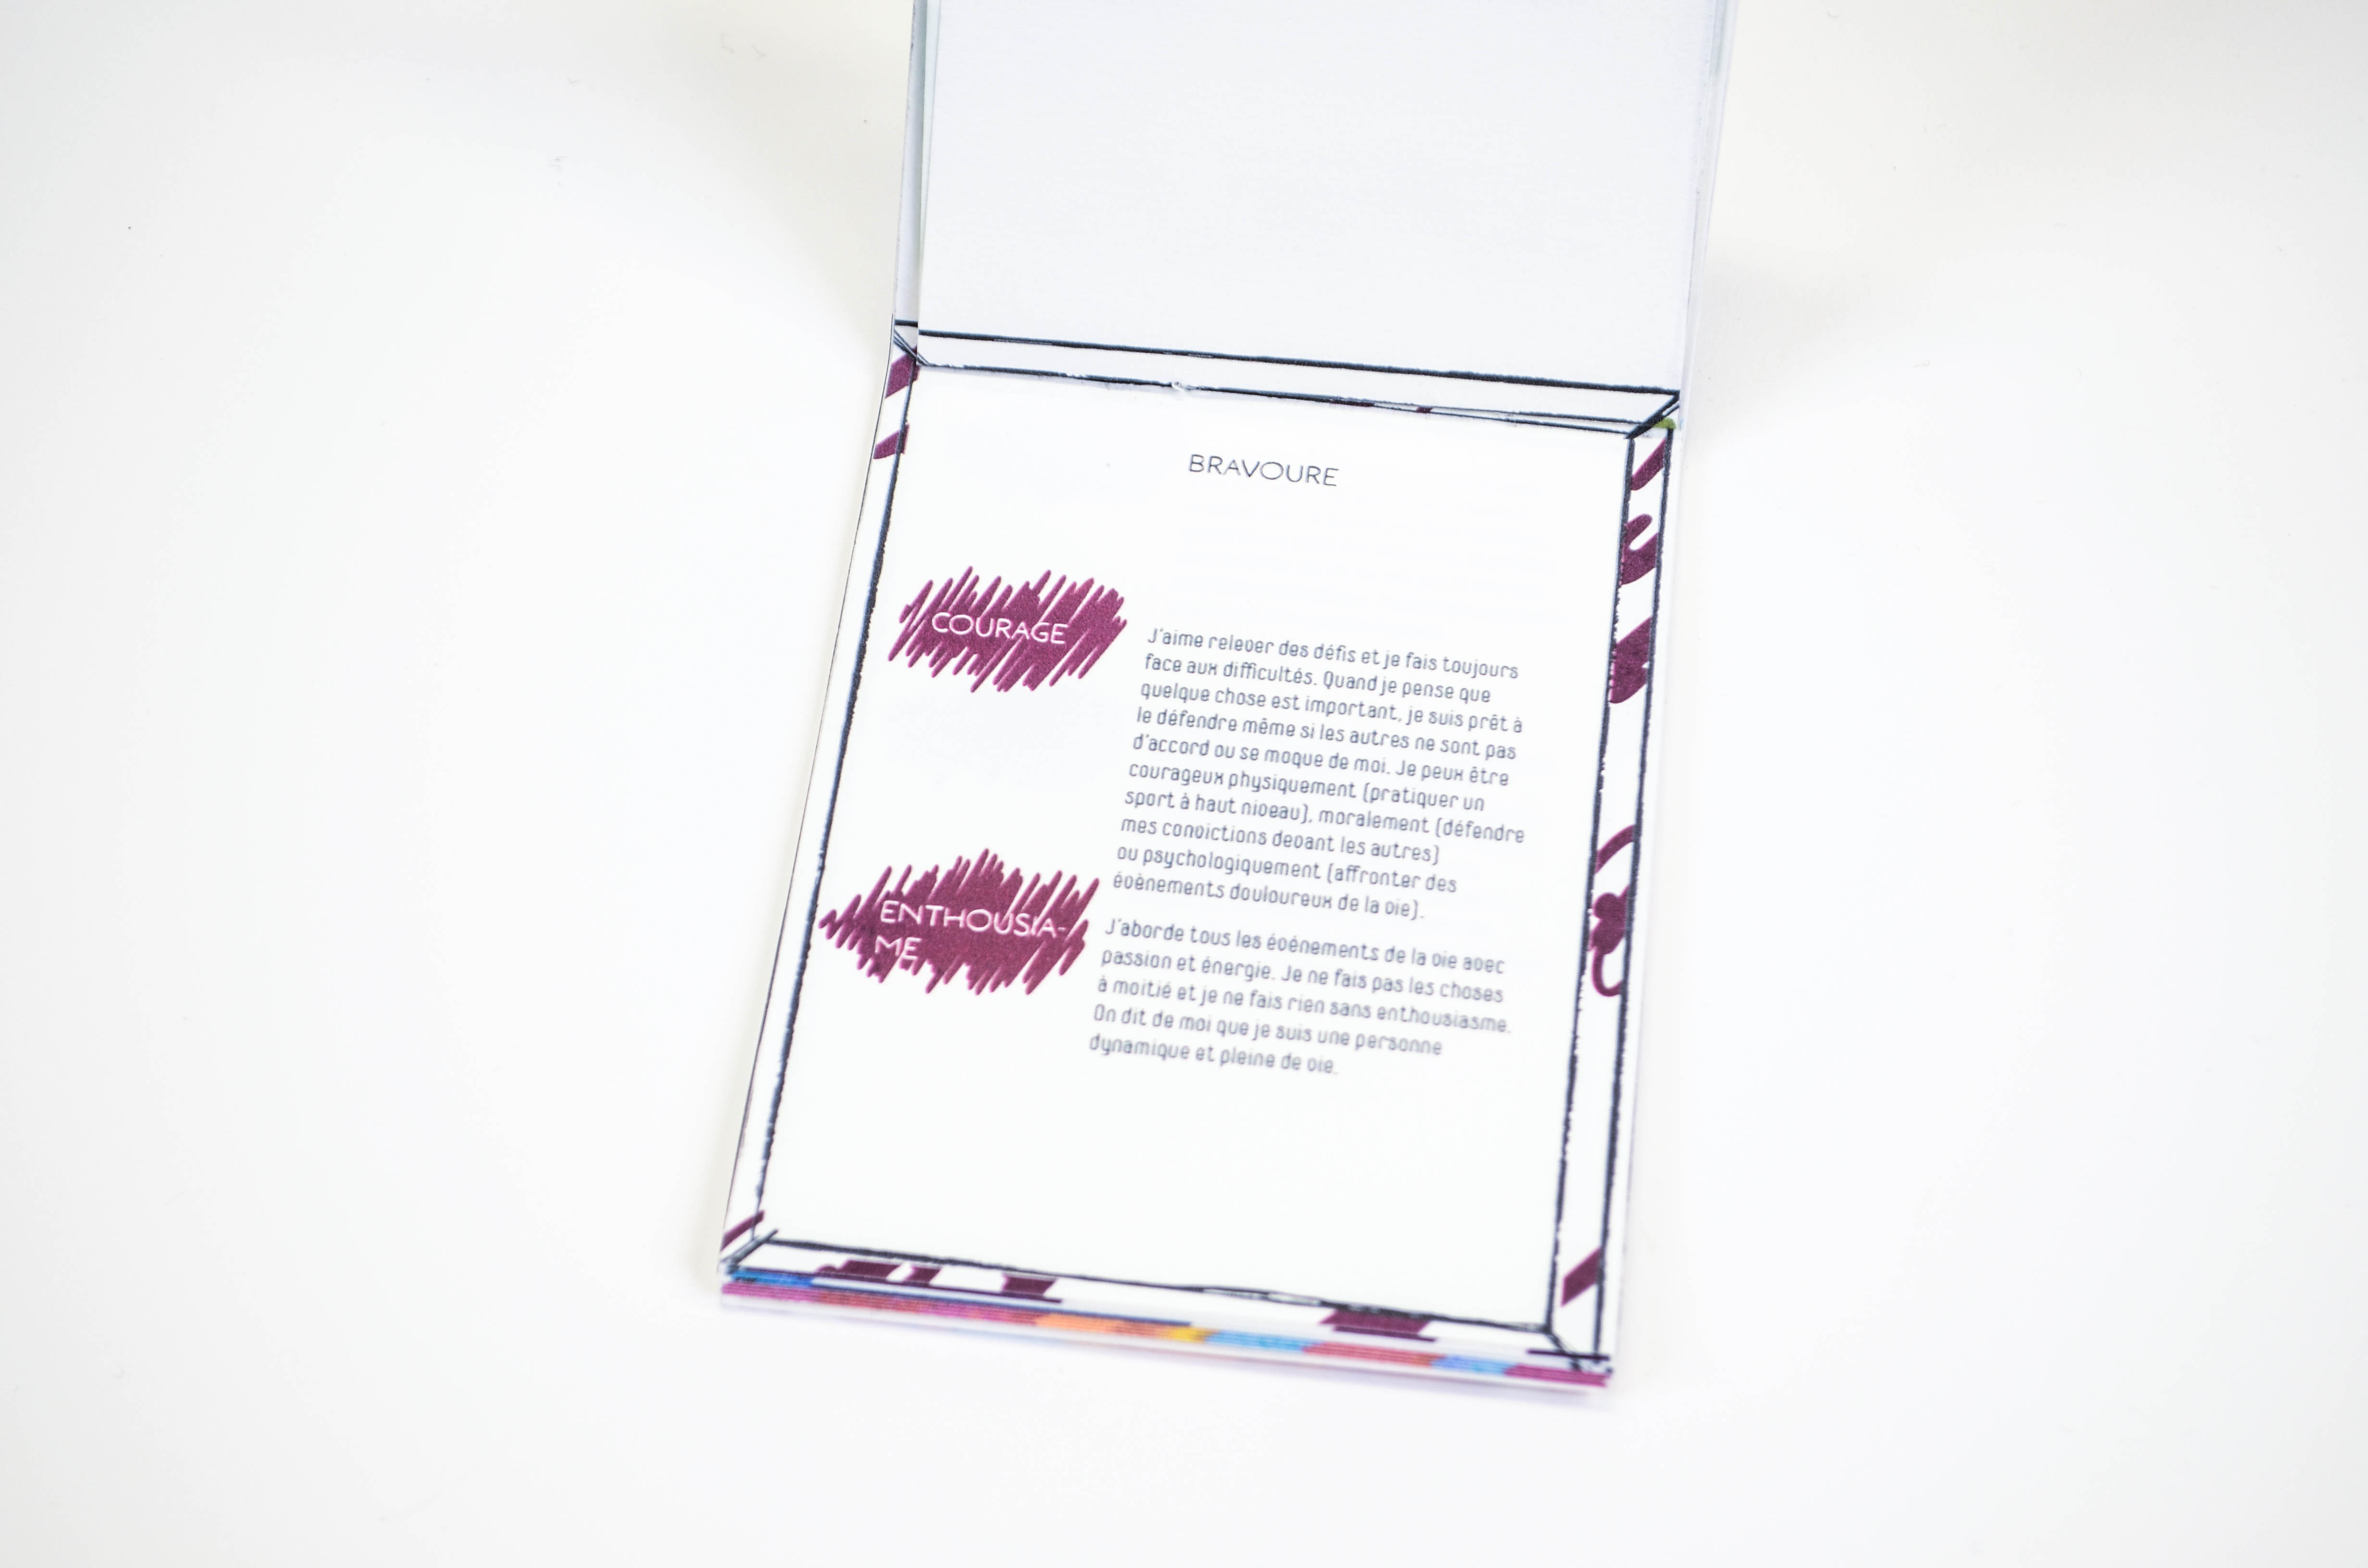 BRAVOURE
COURAGE
J'aime relever des défis et je fais toujours
face aux difficultés. Quand je pense que
quelque chose est important, je suis prêt à
le défendre même si les autres ne sont pas
d'accord ou se moque de moi. Je peux être
courageux physiquement (pratiquer un
sport à haut niveau), moralement (défendre
mes convictions devant les autres)
ou psychologiquement (affronter des
évènements douloureux de la vie).
ENTHOUSIA-
ME
J'aborde tous les événements de la vie avec
passion et énergie. Je ne fais pas les choses
à moitié et je ne fais rien sans enthousiasme.
On dit de moi que je suis une personne
dynamique et pleine de vie.